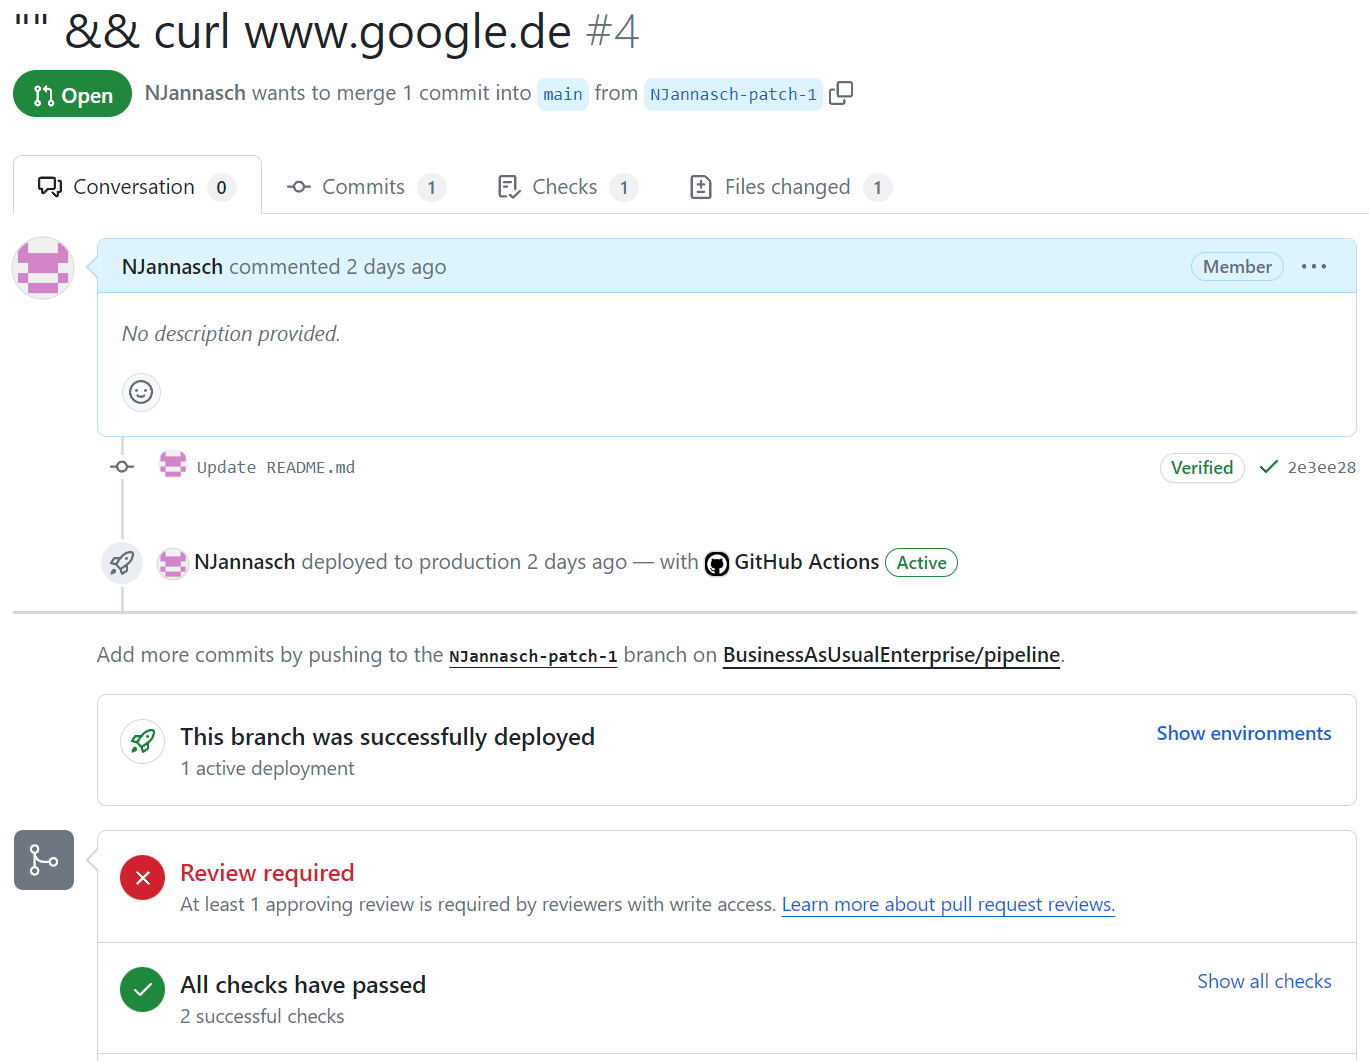 "" && curl www.google.de #4
Open NJannasch wants to merge 1 commit into main from NJannasch-patch-1
Conversation 0 Commits 1 Checks 1 Files changed 1
NJannasch commented 2 days ago Member ...
No description provided.
Update README.md Verified 2e3ee28
NJannasch deployed to production 2 days ago — with GitHub Actions Active
Add more commits by pushing to the NJannasch-patch-1 branch on BusinessAsUsualEnterprise/pipeline.
This branch was successfully deployed Show environments
1 active deployment
Review required
At least 1 approving review is required by reviewers with write access. Learn more about pull request reviews.
All checks have passed Show all checks
2 successful checks